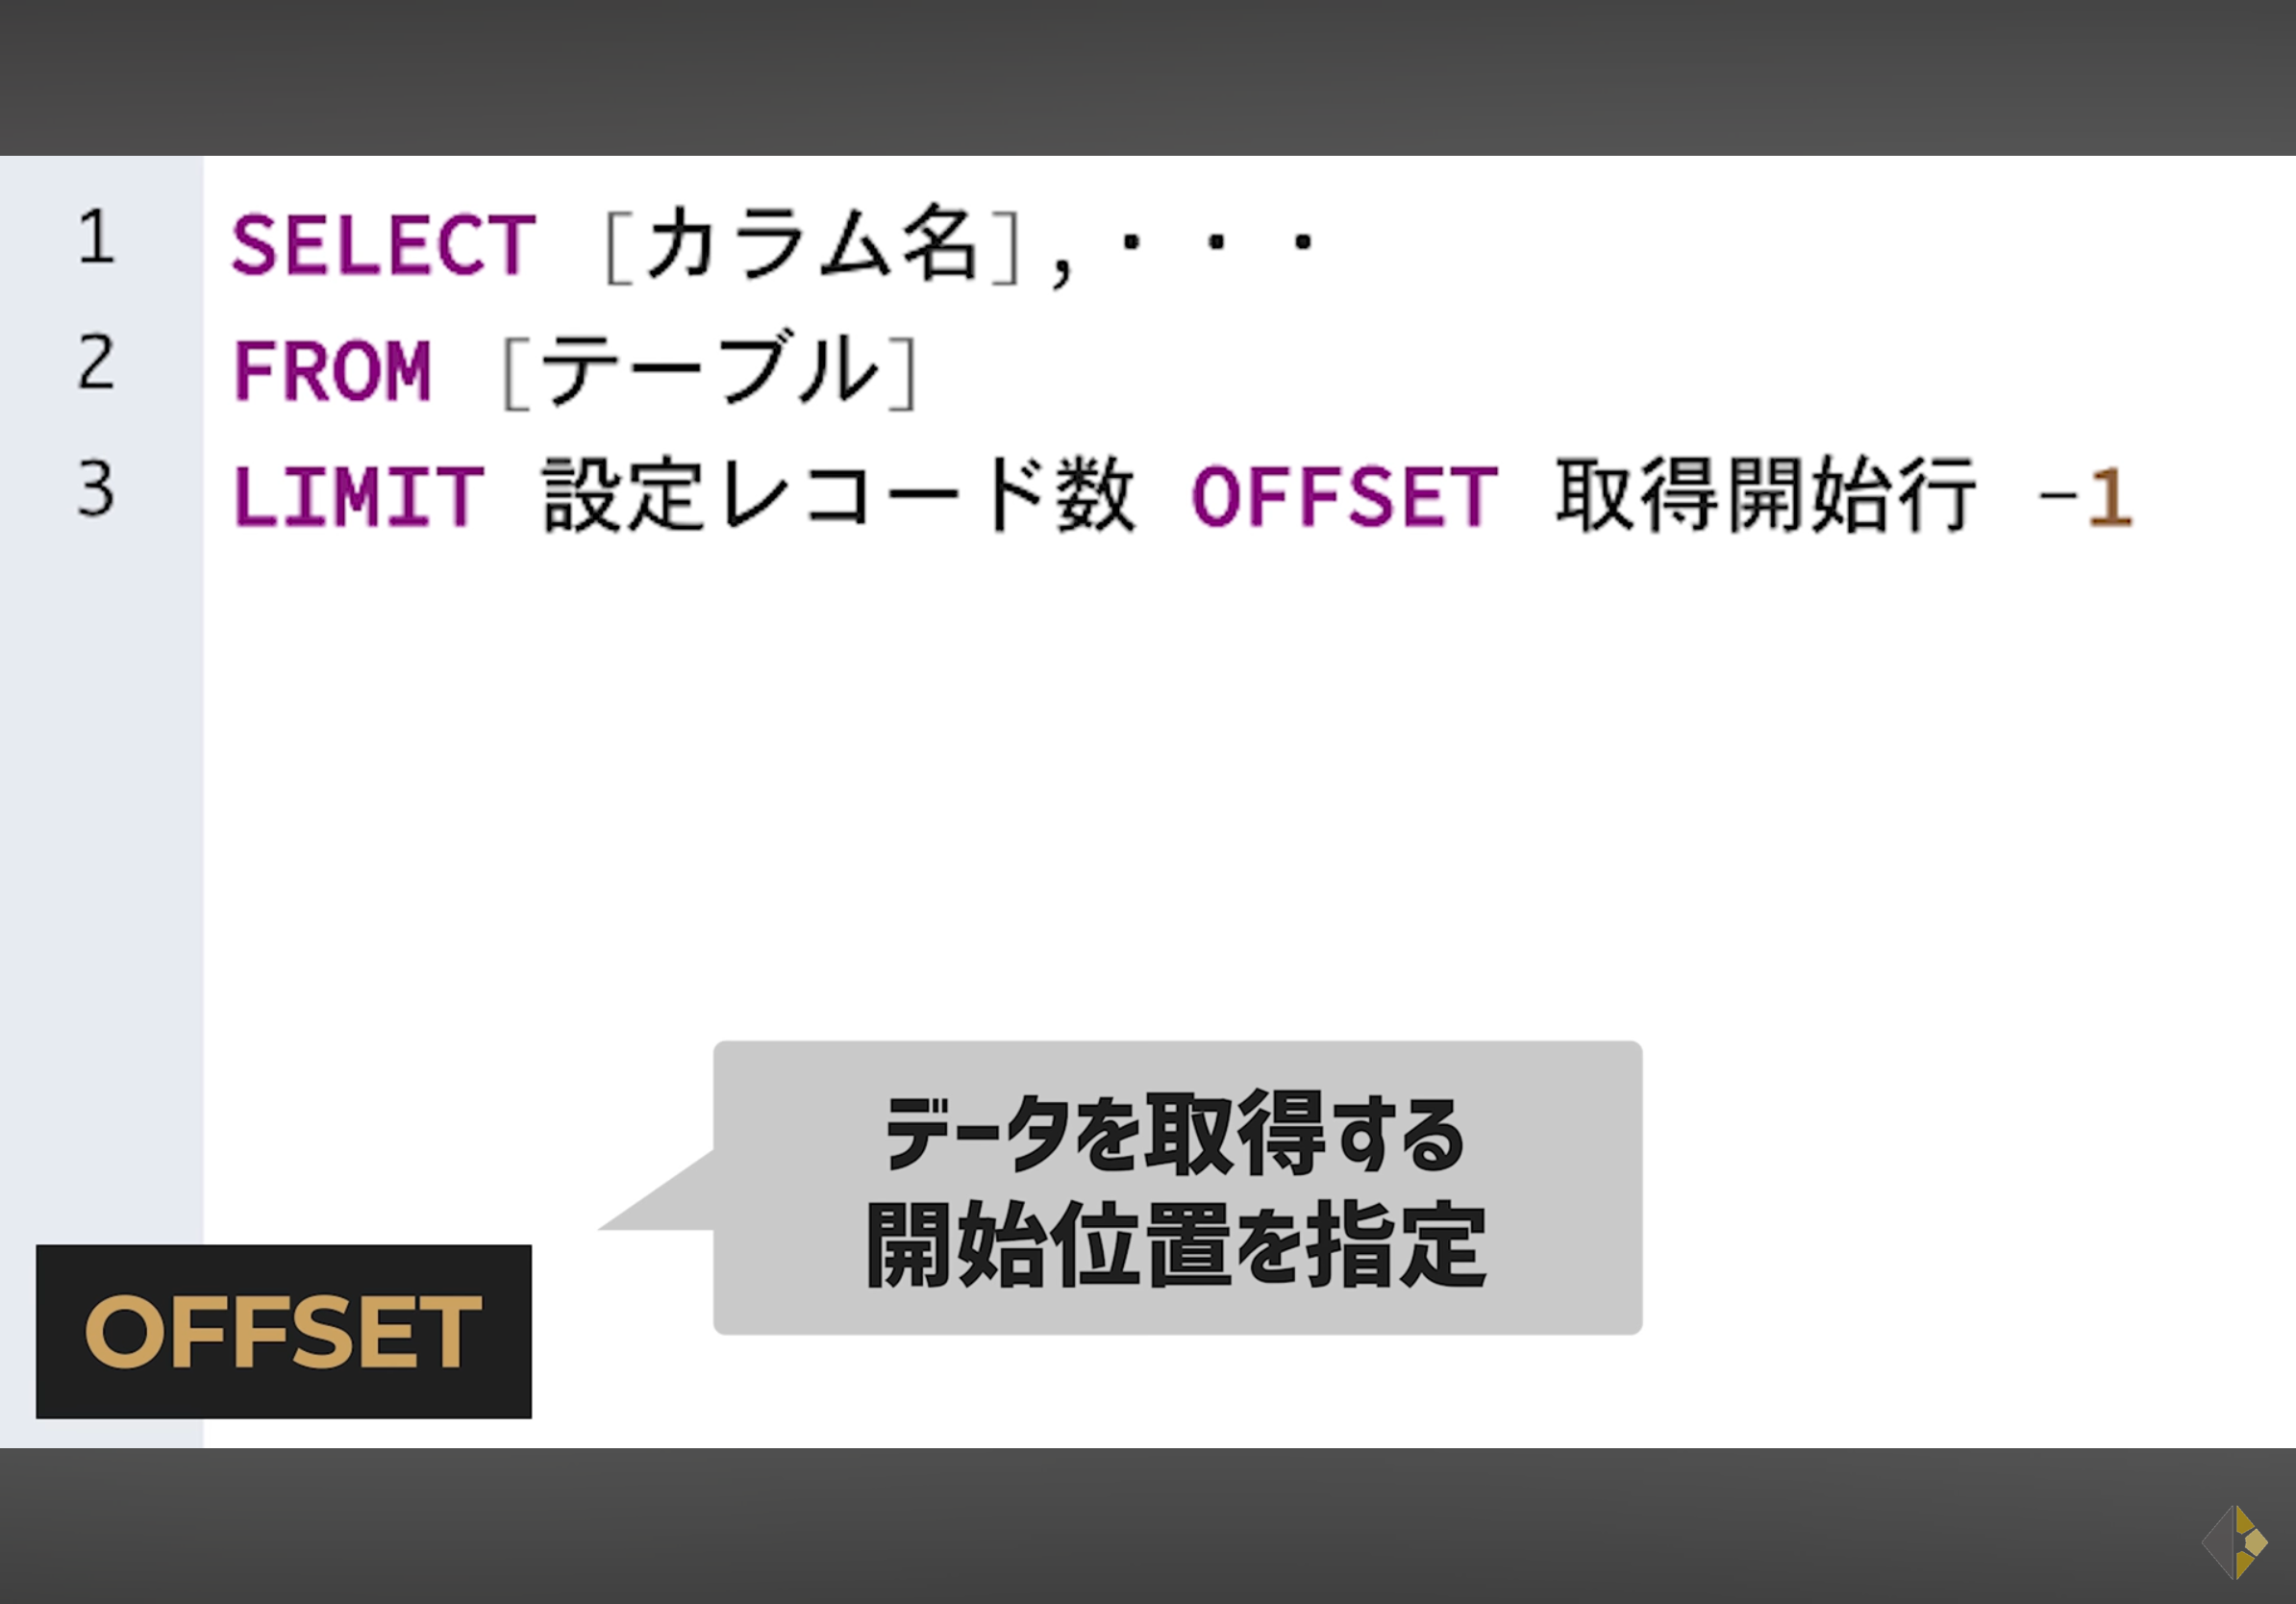 1 SELECT [カラム名],・・・
2 FROM [テーブル]
3 LIMIT 設定レコード数 OFFSET 取得開始行 -1
データを取得する
開始位置を指定
OFFSET